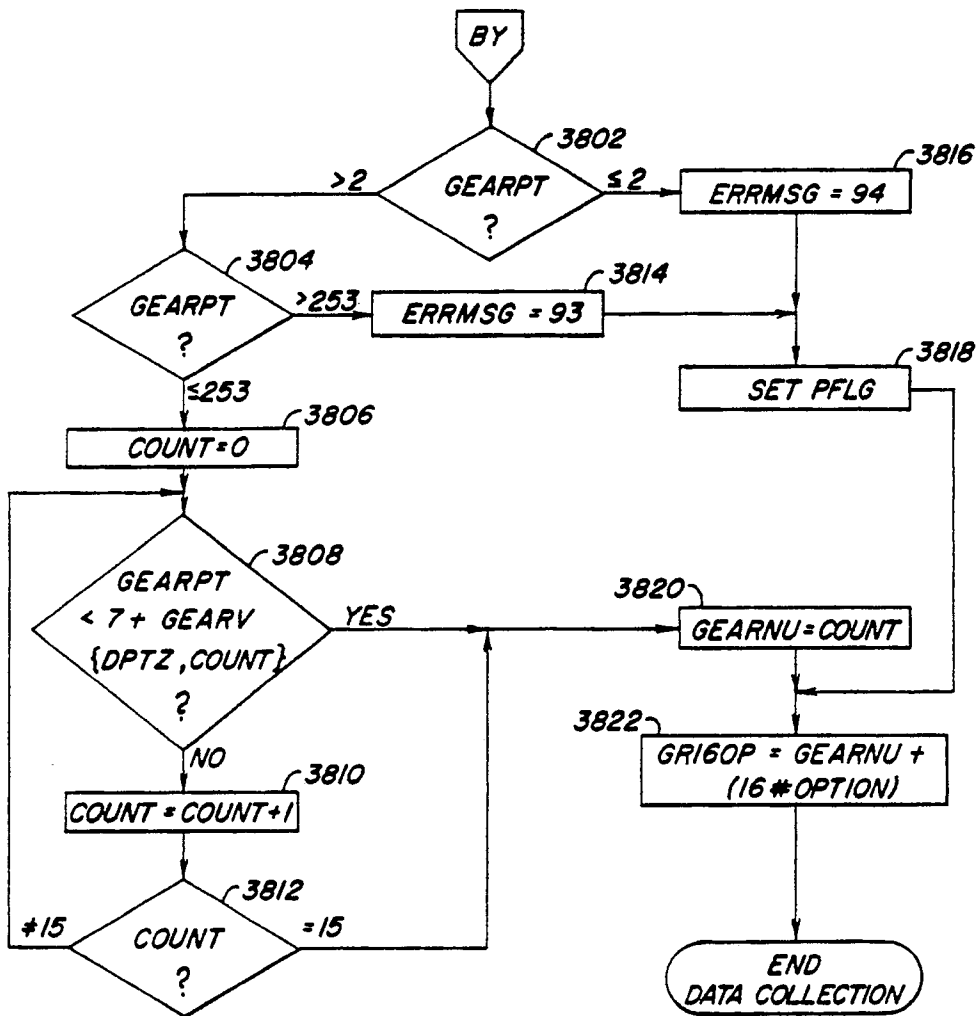 BY
3802
GEARPT
?
>2
≤2
3816
ERRMSG = 94
3804
GEARPT
?
>253
≤253
3814
ERRMSG = 93
3818
SET PFLG
3806
COUNT=0
3808
GEARPT
< 7 + GEARV
{DPTZ, COUNT}
?
YES
NO
3820
GEARNU=COUNT
3810
COUNT = COUNT+1
3822
GR16OP = GEARNU +
(16 # OPTION)
3812
COUNT
?
≠15
=15
END
DATA COLLECTION